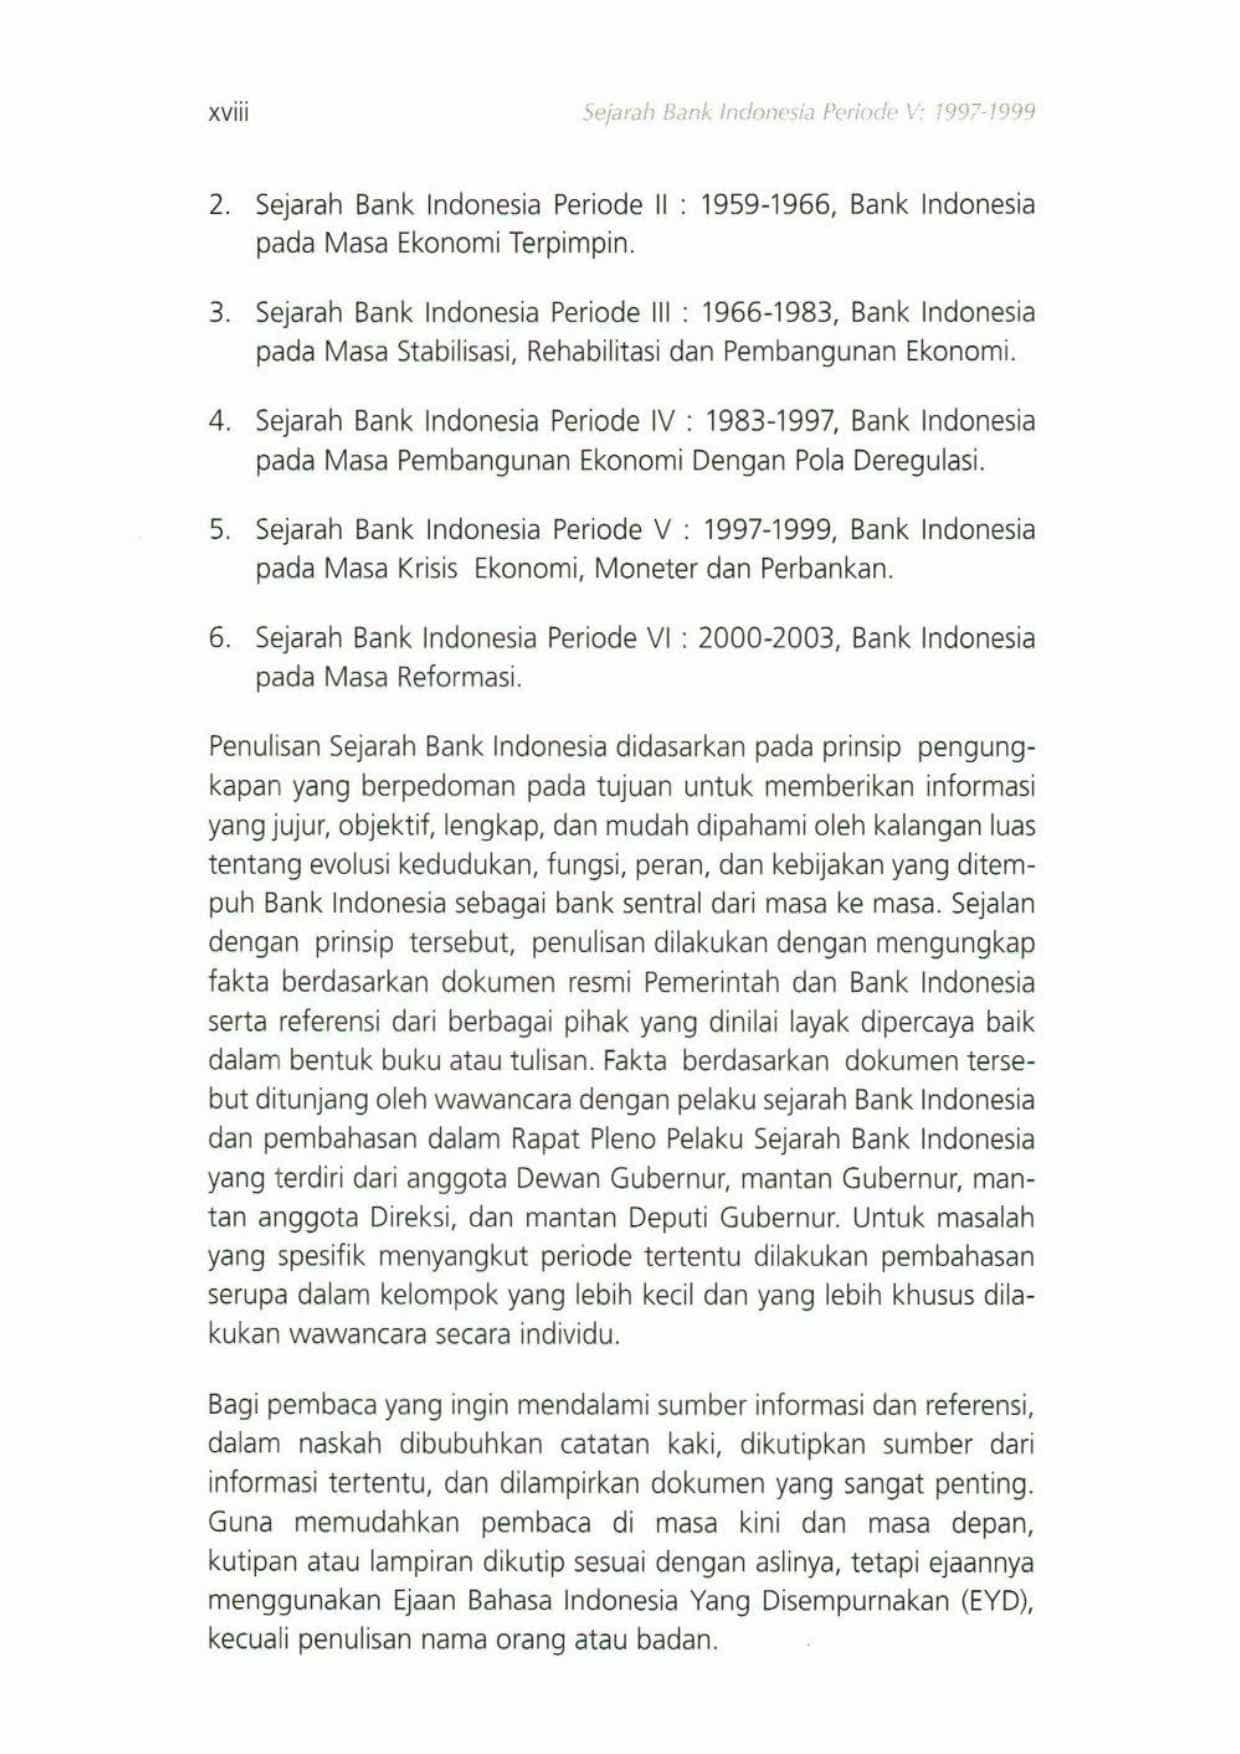 xviii
Sejarah Bank Indonesia Periode V: 1997-1999
2. Sejarah Bank Indonesia Periode II : 1959-1966, Bank Indonesia
pada Masa Ekonomi Terpimpin.
3. Sejarah Bank Indonesia Periode III : 1966-1983, Bank Indonesia
pada Masa Stabilisasi, Rehabilitasi dan Pembangunan Ekonomi.
4. Sejarah Bank Indonesia Periode IV : 1983-1997, Bank Indonesia
pada Masa Pembangunan Ekonomi Dengan Pola Deregulasi.
5. Sejarah Bank Indonesia Periode V : 1997-1999, Bank Indonesia
pada Masa Krisis Ekonomi, Moneter dan Perbankan.
6. Sejarah Bank Indonesia Periode VI : 2000-2003, Bank Indonesia
pada Masa Reformasi.
Penulisan Sejarah Bank Indonesia didasarkan pada prinsip pengung-
kapan yang berpedoman pada tujuan untuk memberikan informasi
yang jujur, objektif, lengkap, dan mudah dipahami oleh kalangan luas
tentang evolusi kedudukan, fungsi, peran, dan kebijakan yang ditem-
puh Bank Indonesia sebagai bank sentral dari masa ke masa. Sejalan
dengan prinsip tersebut, penulisan dilakukan dengan mengungkap
fakta berdasarkan dokumen resmi Pemerintah dan Bank Indonesia
serta referensi dari berbagai pihak yang dinilai layak dipercaya baik
dalam bentuk buku atau tulisan. Fakta berdasarkan dokumen terse-
but ditunjang oleh wawancara dengan pelaku sejarah Bank Indonesia
dan pembahasan dalam Rapat Pleno Pelaku Sejarah Bank Indonesia
yang terdiri dari anggota Dewan Gubernur, mantan Gubernur, man-
tan anggota Direksi, dan mantan Deputi Gubernur. Untuk masalah
yang spesifik menyangkut periode tertentu dilakukan pembahasan
serupa dalam kelompok yang lebih kecil dan yang lebih khusus dila-
kukan wawancara secara individu.
Bagi pembaca yang ingin mendalami sumber informasi dan referensi,
dalam naskah dibubuhkan catatan kaki, dikutipkan sumber dari
informasi tertentu, dan dilampirkan dokumen yang sangat penting.
Guna memudahkan pembaca di masa kini dan masa depan,
kutipan atau lampiran dikutip sesuai dengan aslinya, tetapi ejaannya
menggunakan Ejaan Bahasa Indonesia Yang Disempurnakan (EYD),
kecuali penulisan nama orang atau badan.